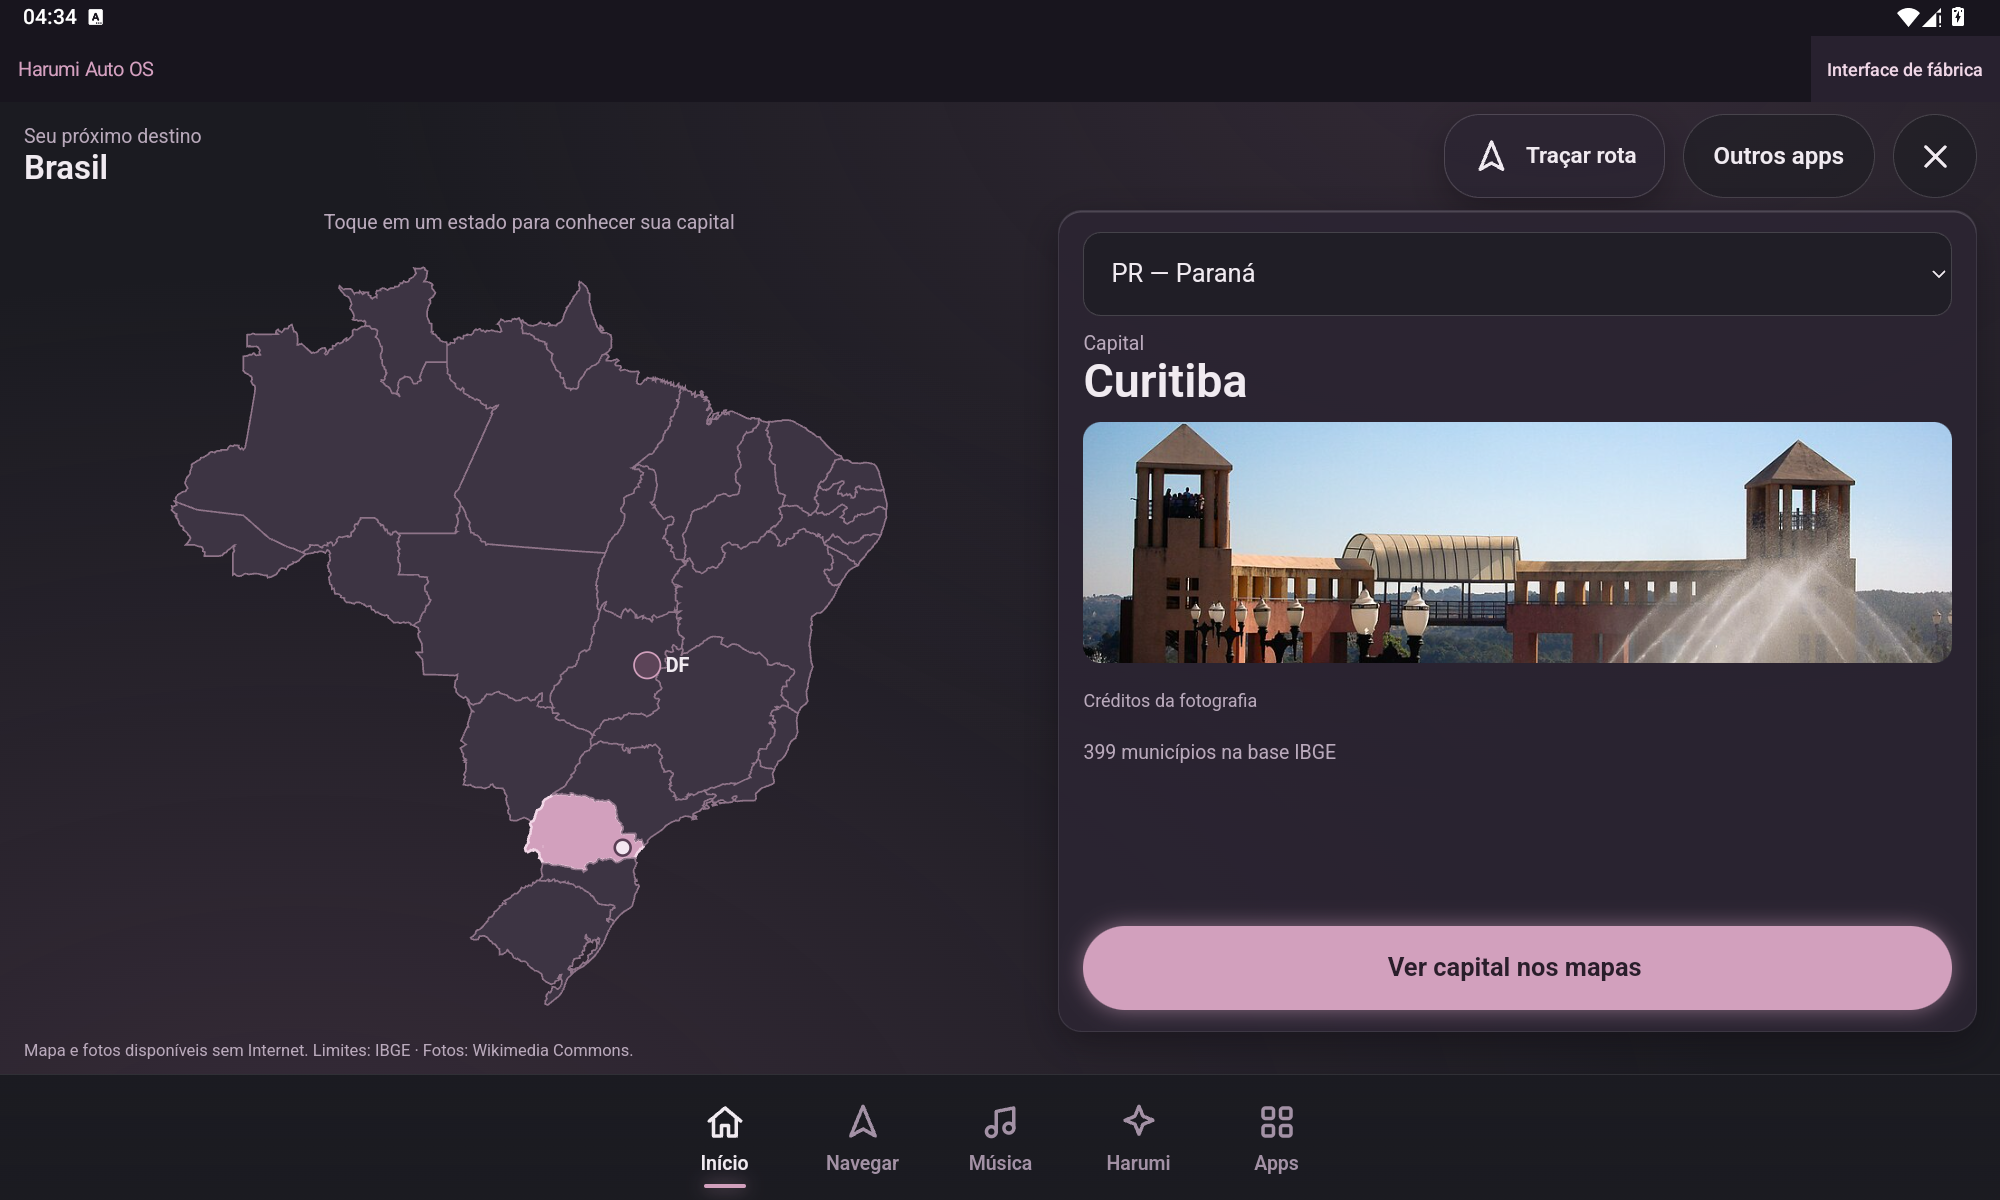 04:34
Harumi Auto OS
Interface de fábrica
Seu próximo destino
Brasil
Traçar rota
Outros apps
Toque em um estado para conhecer sua capital
DF
PR — Paraná
Capital
Curitiba
Créditos da fotografia
399 municípios na base IBGE
Ver capital nos mapas
Mapa e fotos disponíveis sem Internet. Limites: IBGE · Fotos: Wikimedia Commons.
Início
Navegar
Música
Harumi
Apps